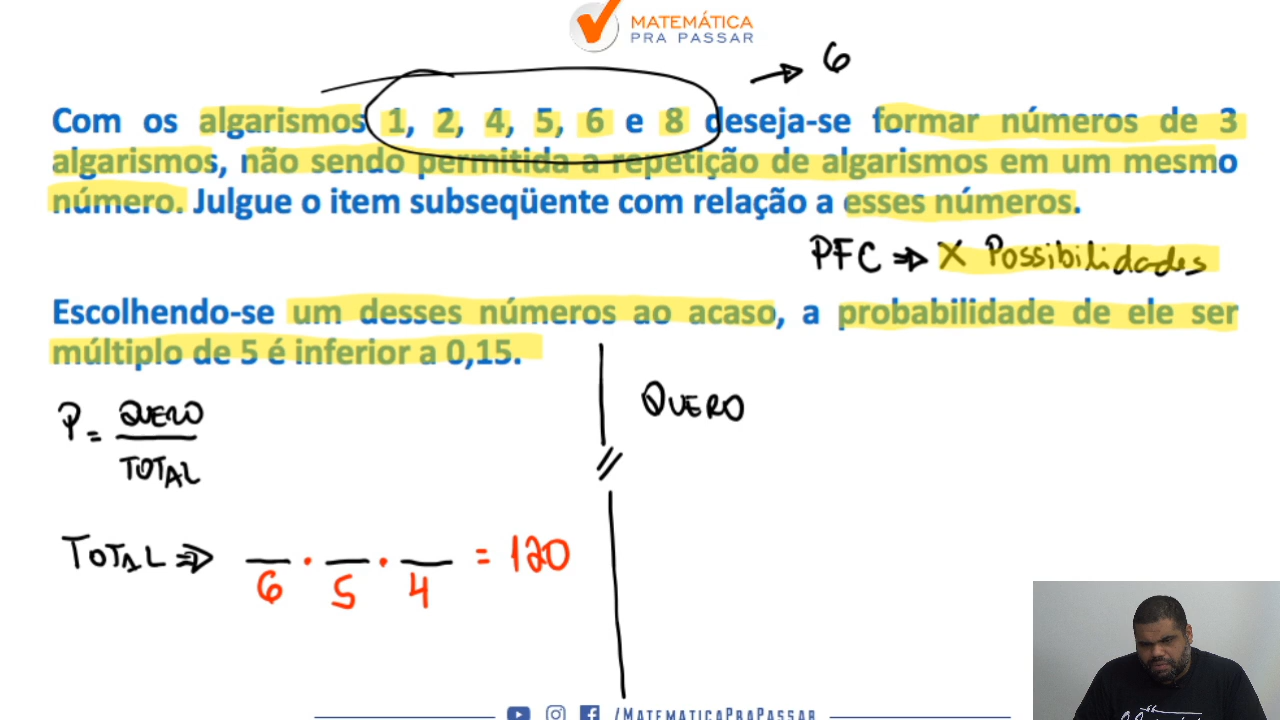 MATEMÁTICA
PRA PASSAR
→ 6
Com os algarismos 1, 2, 4, 5, 6 e 8 deseja-se formar números de 3
algarismos, não sendo permitida a repetição de algarismos em um mesmo
número. Julgue o item subseqüente com relação a esses números.
PFC ⇒ X Possibilidades
Escolhendo-se um desses números ao acaso, a probabilidade de ele ser
múltiplo de 5 é inferior a 0,15.
P = QUERO
TOTAL
QUERO
TOTAL ⇒ 6 · 5 · 4 = 120
/MATEMATICAPRAPASSAR